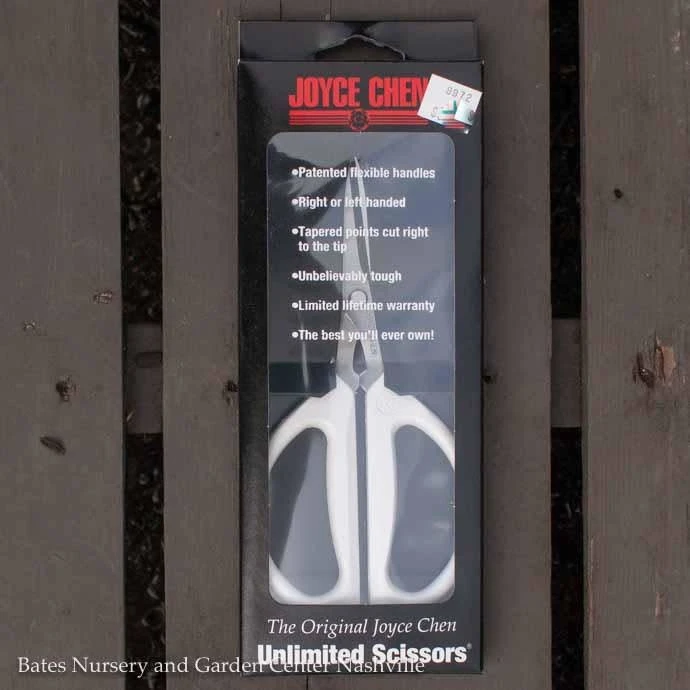 JOYCE CHEN
8972
•Patented flexible handles
•Right or left handed
•Tapered points cut right
to the tip
•Unbelievably tough
•Limited lifetime warranty
•The best you'll ever own!
The Original Joyce Chen
Unlimited Scissors®
Bates Nursery and Garden Center Nashville